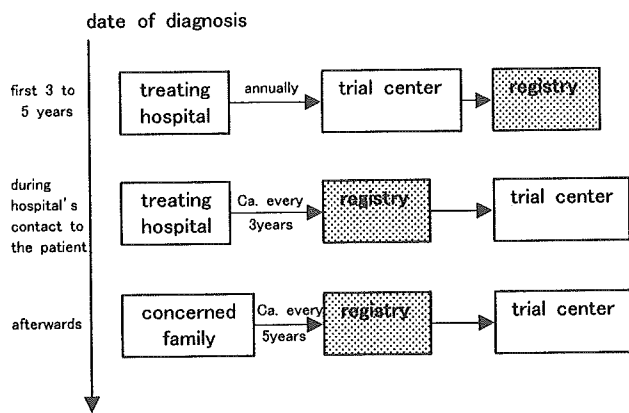 date of diagnosis
first 3 to
5 years
treating
hospital
annually
trial center
registry
during
hospital's
contact to
the patient
treating
hospital
Ca. every
3years
registry
trial center
afterwards
concerned
family
Ca. every
5years
registry
trial center